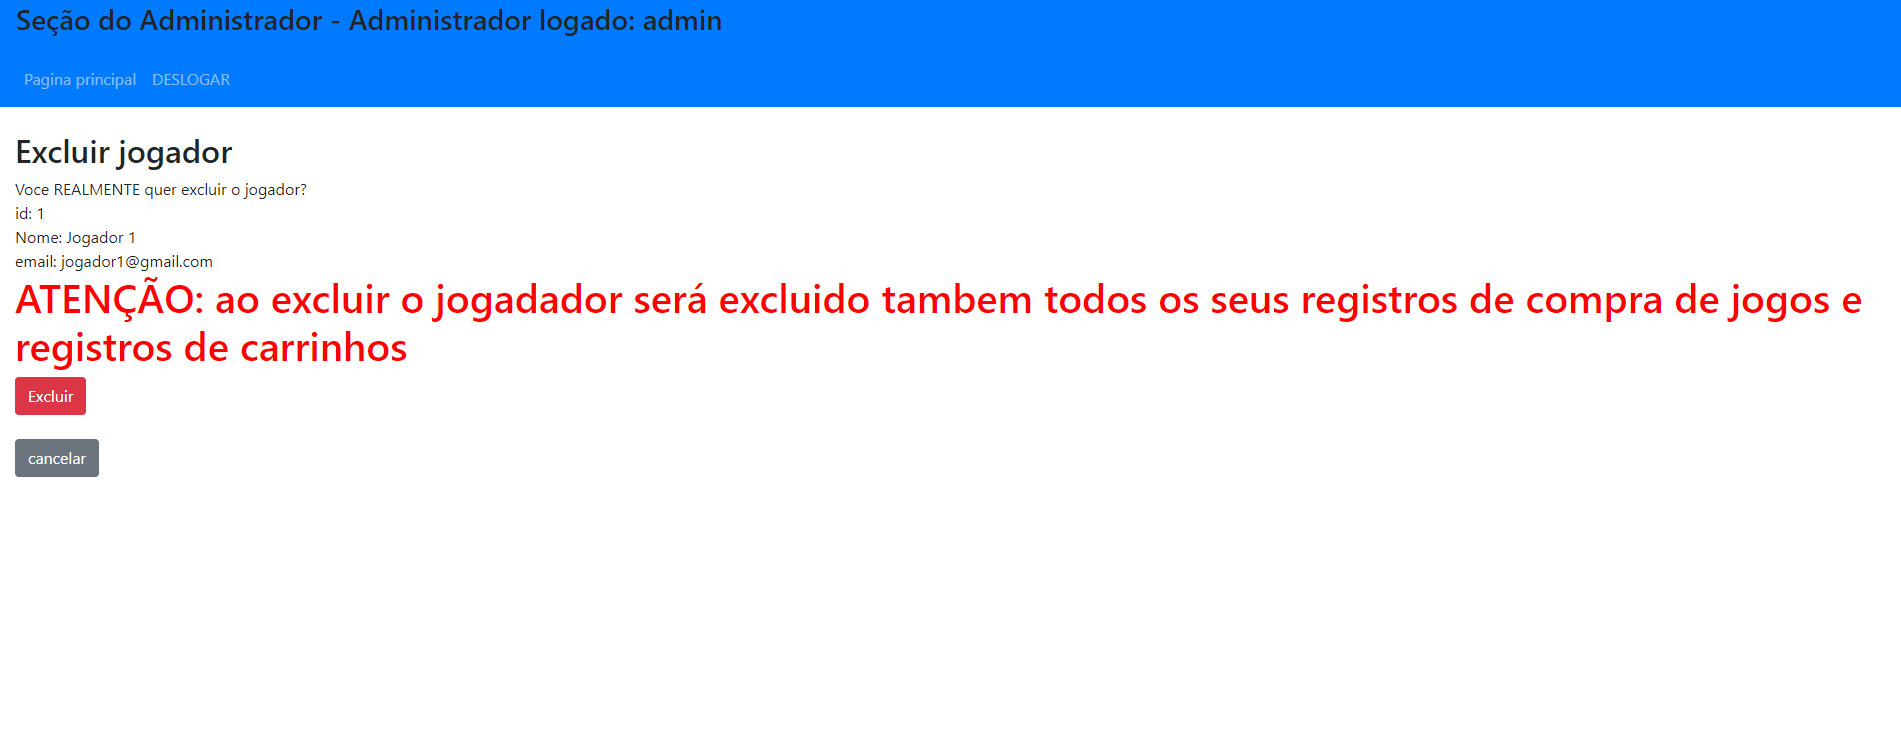 Seção do Administrador - Administrador logado: admin
Pagina principal DESLOGAR
Excluir jogador
Voce REALMENTE quer excluir o jogador?
id: 1
Nome: Jogador 1
email: jogador1@gmail.com
ATENÇÃO: ao excluir o jogadador será excluido tambem todos os seus registros de compra de jogos e
registros de carrinhos
Excluir
cancelar